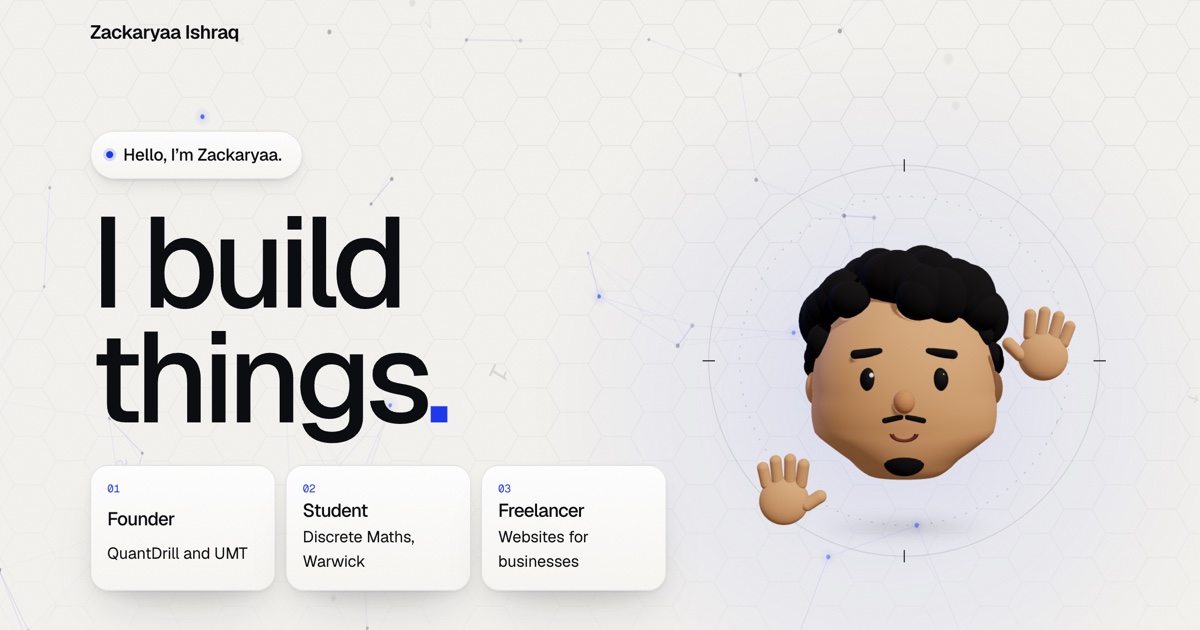 Zackaryaa Ishraq
Hello, I’m Zackaryaa.
I build
things.
01
Founder
QuantDrill and UMT
02
Student
Discrete Maths,
Warwick
03
Freelancer
Websites for
businesses